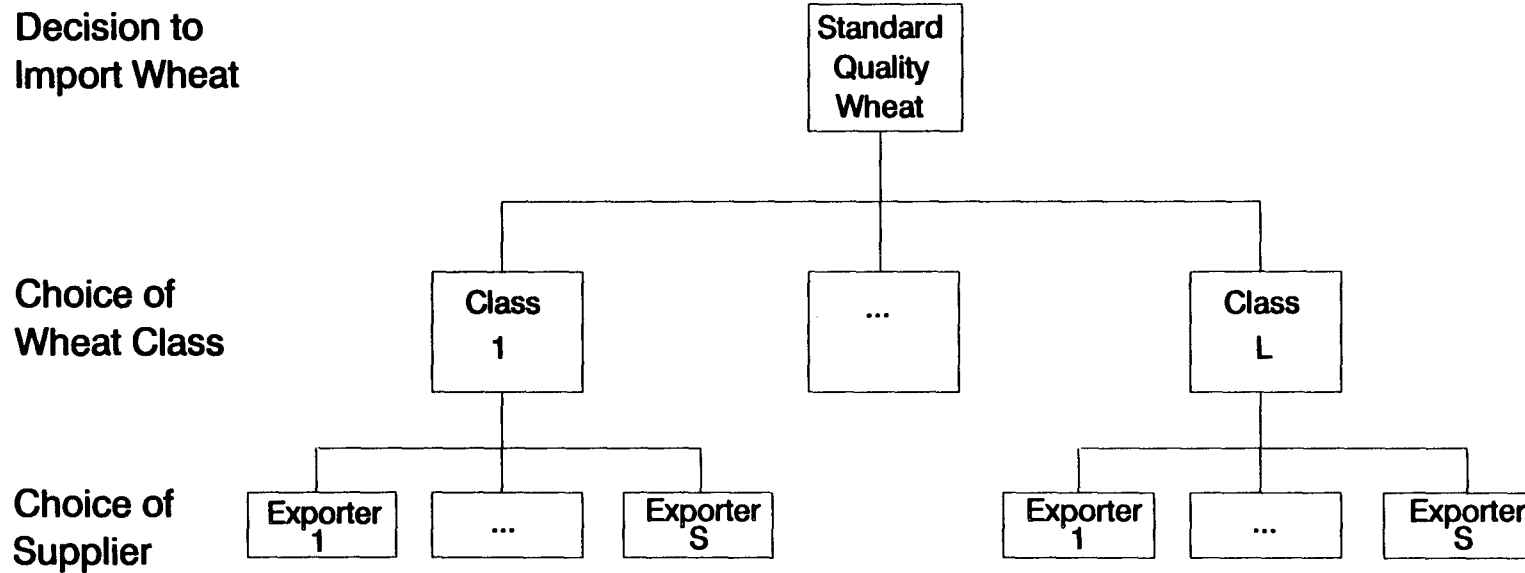 Decision to
Import Wheat
Standard
Quality
Wheat
Choice of
Wheat Class
Class
1
...
Class
L
Choice of
Supplier
Exporter
1
...
Exporter
S
Exporter
1
...
Exporter
S